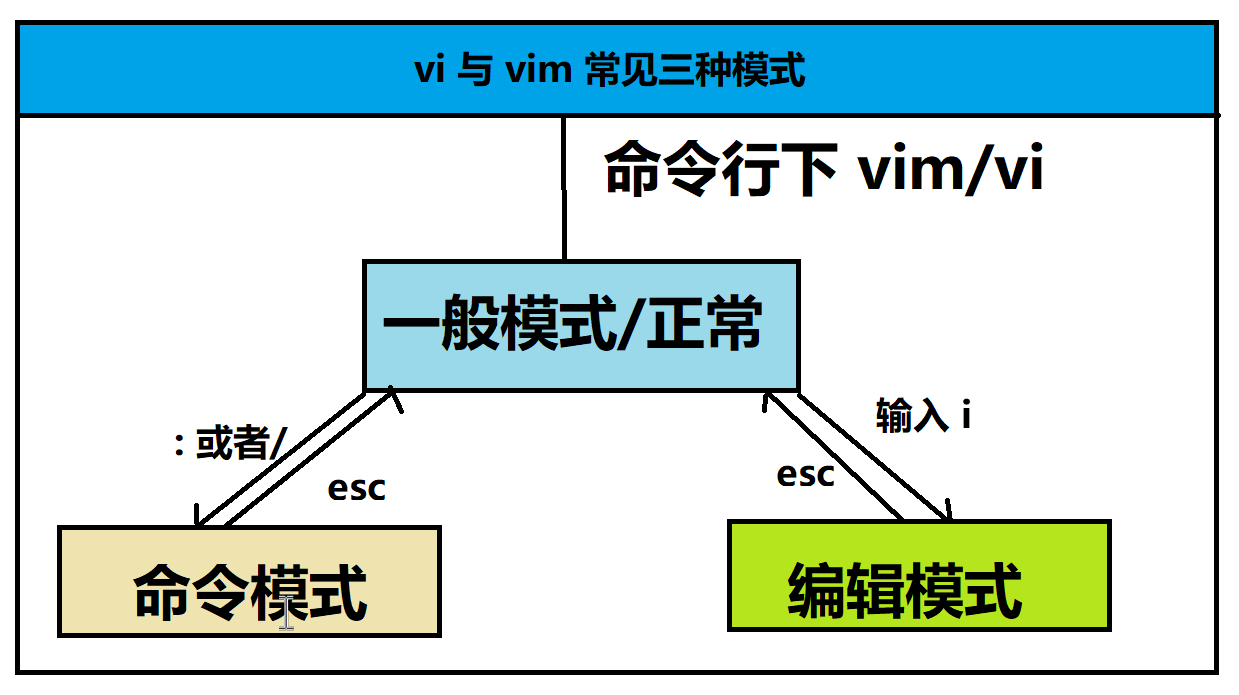 vi 与 vim 常见三种模式
命令行下 vim/vi
一般模式/正常
: 或者/
esc
esc
输入 i
命令模式
编辑模式